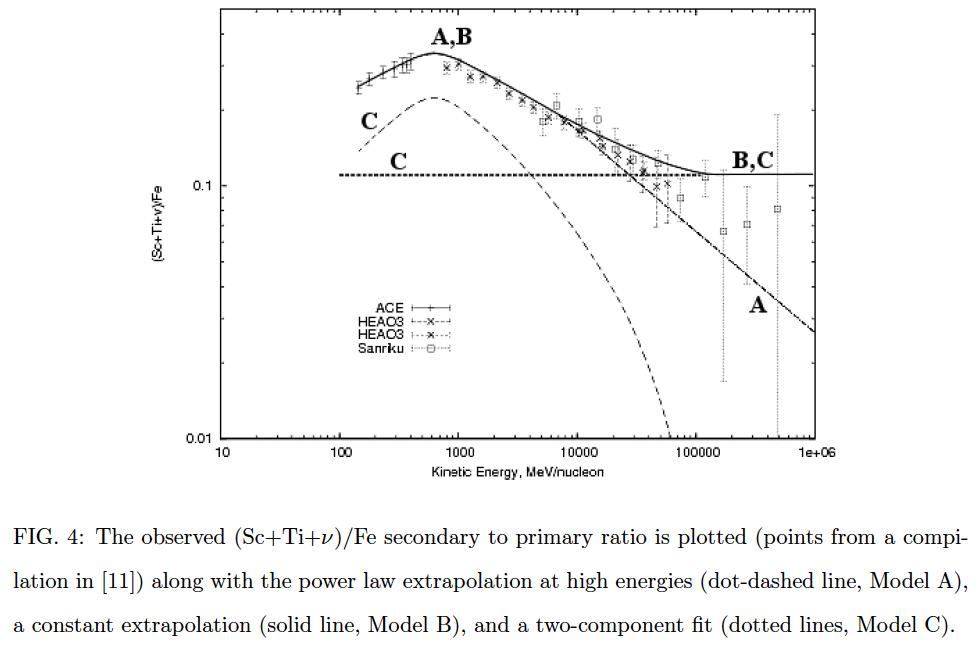 A,B
C
C
B,C
0.1
(Sc+Ti+v)/Fe
A
ACE
HEAO3
HEAO3
Sanriku
0.01
10 100 1000 10000 100000 1e+06
Kinetic Energy, MeV/nucleon
FIG. 4: The observed (Sc+Ti+ν)/Fe secondary to primary ratio is plotted (points from a compi-
lation in [11]) along with the power law extrapolation at high energies (dot-dashed line, Model A),
a constant extrapolation (solid line, Model B), and a two-component fit (dotted lines, Model C).